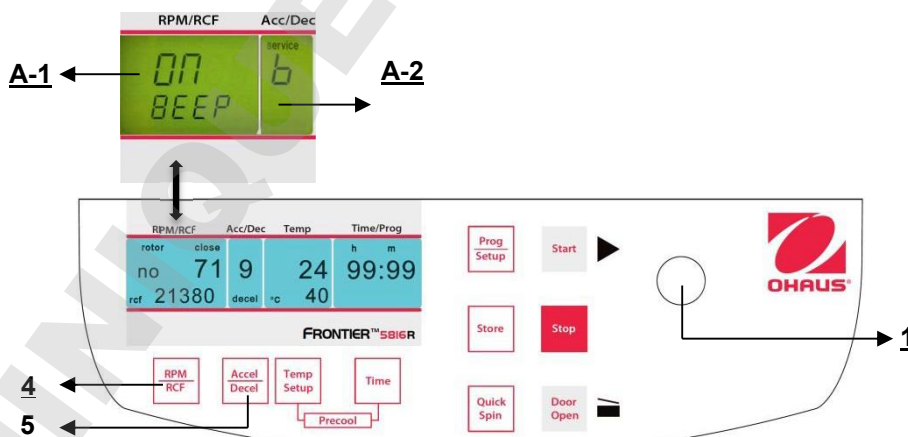 RPM/RCF Acc/Dec
service
A-1 ON b A-2
BEEP
RPM/RCF Acc/Dec Temp Time/Prog
rotor close h m
no 71 9 24 99:99
rcf 21380 decel °C 40
FRONTIER™5816R
Prog
Setup
Start
OHAUS®
Store
Stop
1
4
RPM
RCF
Accel
Decel
Temp
Setup
Time
Precool
5
Quick
Spin
Door
Open
UNIQUE